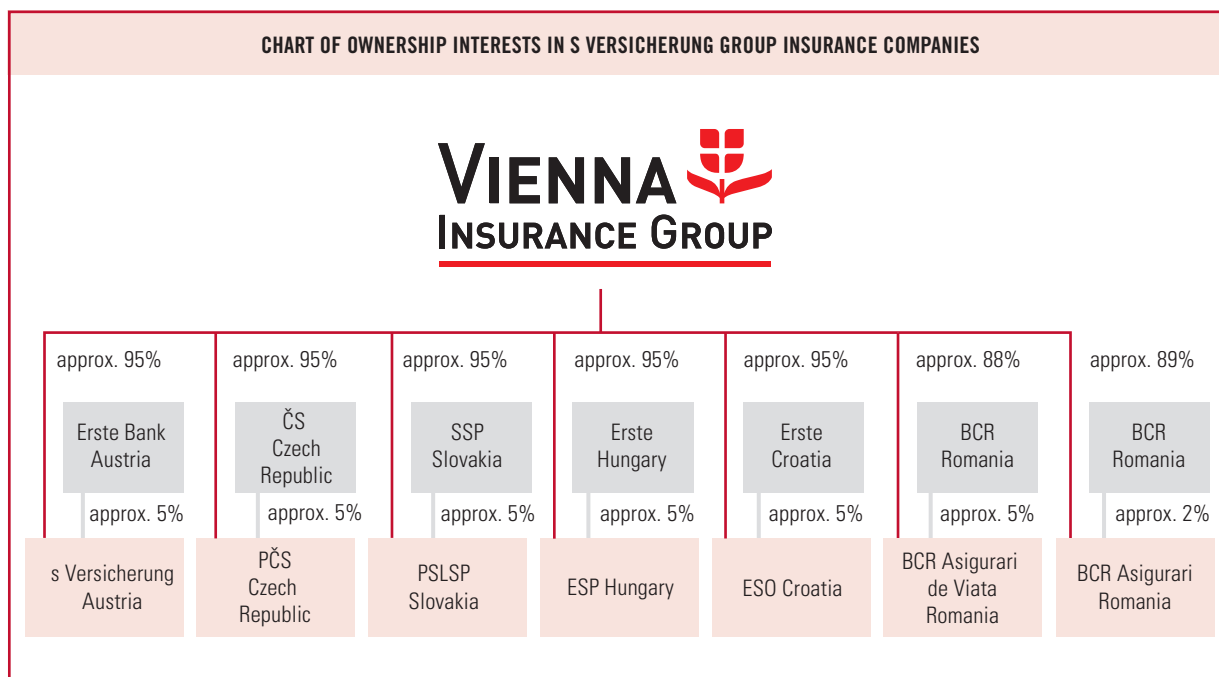 CHART OF OWNERSHIP INTERESTS IN S VERSICHERUNG GROUP INSURANCE COMPANIES
VIENNA
INSURANCE GROUP
approx. 95%
approx. 95%
approx. 95%
approx. 95%
approx. 95%
approx. 88%
approx. 89%
Erste Bank
Austria
ČS
Czech
Republic
SSP
Slovakia
Erste
Hungary
Erste
Croatia
BCR
Romania
BCR
Romania
approx. 5%
approx. 5%
approx. 5%
approx. 5%
approx. 5%
approx. 5%
approx. 2%
s Versicherung
Austria
PČS
Czech
Republic
PSLSP
Slovakia
ESP Hungary
ESO Croatia
BCR Asigurari
de Viata
Romania
BCR Asigurari
Romania